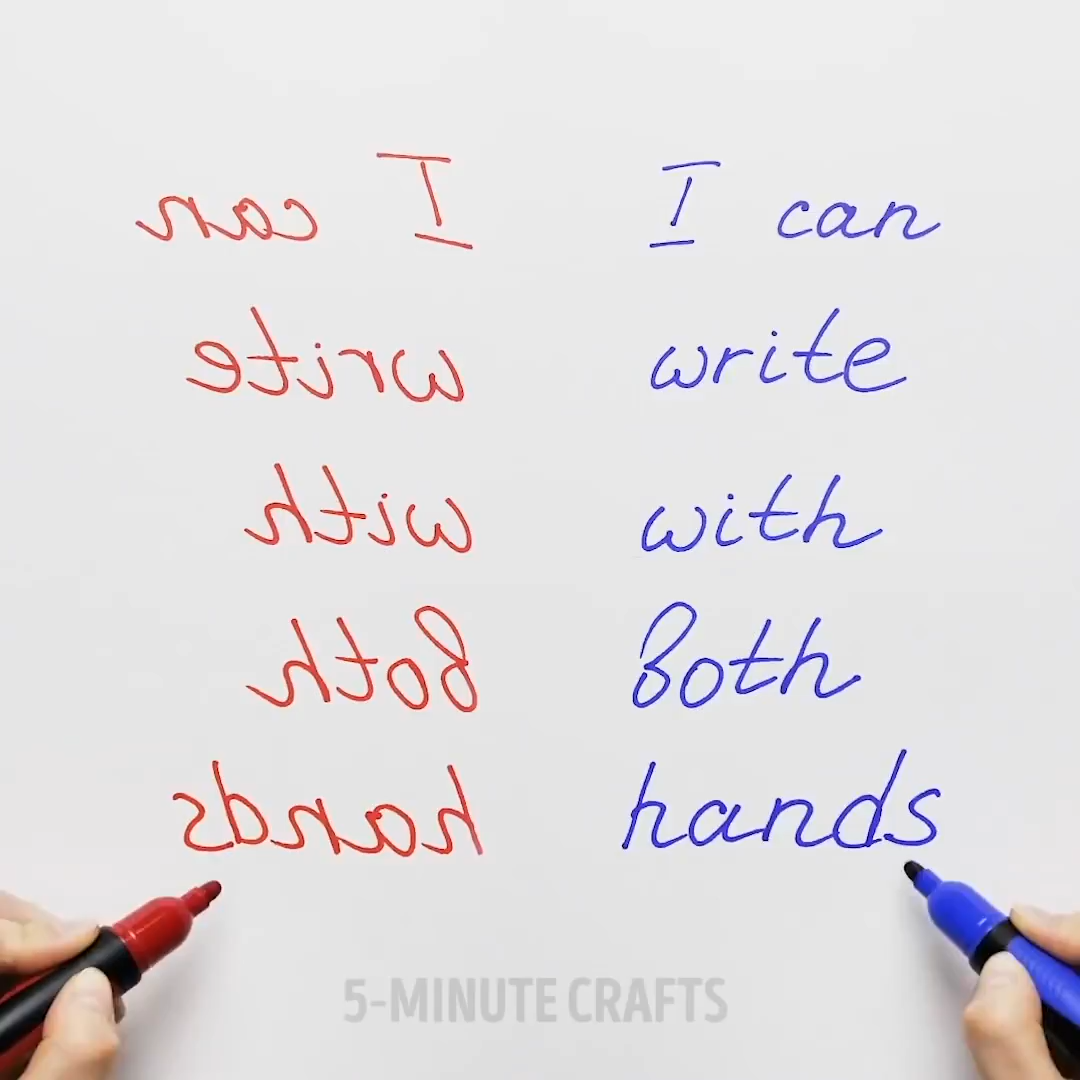 I can I can
write write
with with
both both
hands hands
5-MINUTE CRAFTS